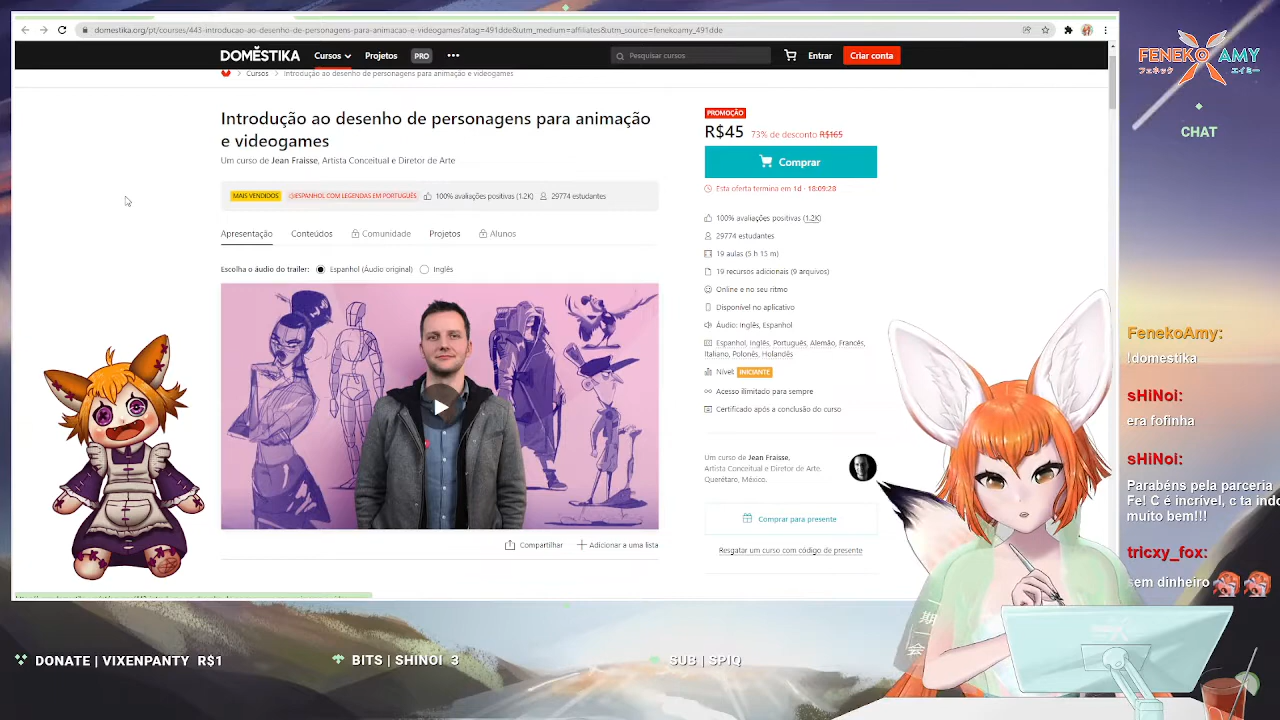 domestika.org/pt/courses/443-introducao-ao-desenho-de-personagens-para-animacao-e-videogames?atag=491dde&utm_medium=affiliates&utm_source=fenekoamy_491dde
DOMĚSTIKA
Cursos
Projetos
PRO
•••
Pesquisar cursos
Entrar
Criar conta
Cursos > Introdução ao desenho de personagens para animação e videogames
Introdução ao desenho de personagens para animação
e videogames
Um curso de Jean Fraisse, Artista Conceitual e Diretor de Arte
MAIS VENDIDOS ESPANHOL COM LEGENDAS EM PORTUGUÊS 100% avaliações positivas (1.2K) 29774 estudantes
Apresentação Conteúdos Comunidade Projetos Alunos
Escolha o áudio do trailer: Espanhol (Áudio original) Inglês
Compartilhar Adicionar a uma lista
PROMOÇÃO
R$45 73% de desconto R$165
Comprar
Esta oferta termina em 1d - 18:09:28
100% avaliações positivas (1.2K)
29774 estudantes
19 aulas (5 h 15 m)
19 recursos adicionais (9 arquivos)
Online e no seu ritmo
Disponível no aplicativo
Áudio: Inglês, Espanhol
Espanhol, Inglês, Português, Alemão, Francês,
Italiano, Polonês, Holandês
Nível: INICIANTE
Acesso ilimitado para sempre
Certificado após a conclusão do curso
Um curso de Jean Fraisse,
Artista Conceitual e Diretor de Arte.
Querétaro, México.
Comprar para presente
Resgatar um curso com código de presente
FENEKO AMY
フェネック エイミー
CHAT
FenekoAmy:
!domestika
sHiNoi:
era fofinha
sHiNoi:
Parabéns pela parceria
Fe! C é incrível, c ta indo
muito bem!!!
tricxy_fox:
sem dinheiro
DONATE | VIXENPANTY R$1
BITS | SHINOI 3
SUB | SPIQ